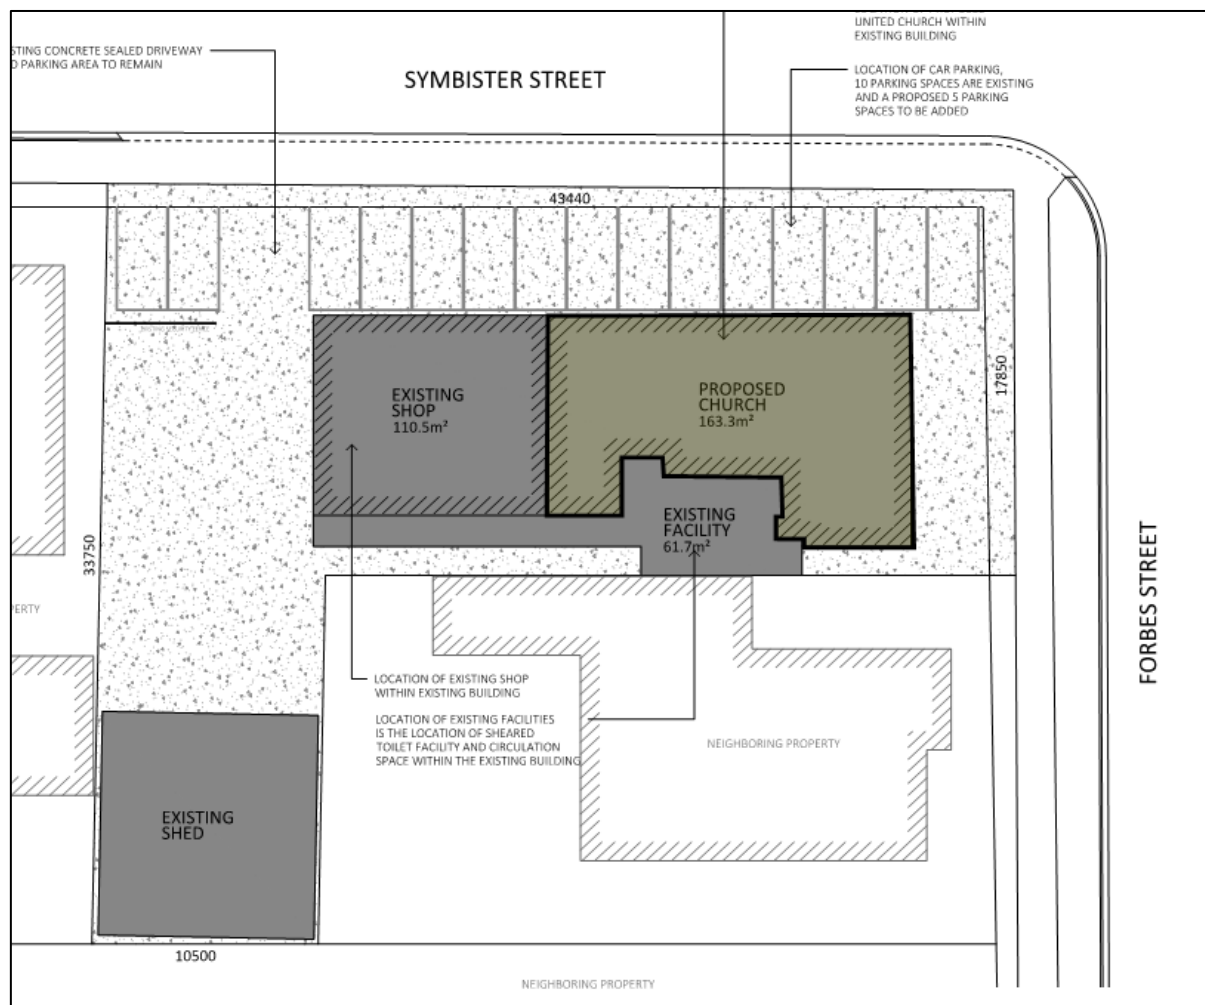 UNITED CHURCH WITHIN
EXISTING BUILDING
STING CONCRETE SEALED DRIVEWAY
D PARKING AREA TO REMAIN
SYMBISTER STREET
LOCATION OF CAR PARKING,
10 PARKING SPACES ARE EXISTING
AND A PROPOSED 5 PARKING
SPACES TO BE ADDED
43440
17850
EXISTING
SHOP
110.5m²
PROPOSED
CHURCH
163.3m²
EXISTING
FACILITY
61.7m²
33750
FORBES STREET
PERTY
LOCATION OF EXISTING SHOP
WITHIN EXISTING BUILDING
LOCATION OF EXISTING FACILITIES
IS THE LOCATION OF SHEARED
TOILET FACILITY AND CIRCULATION
SPACE WITHIN THE EXISTING BUILDING
NEIGHBORING PROPERTY
EXISTING
SHED
10500
NEIGHBORING PROPERTY